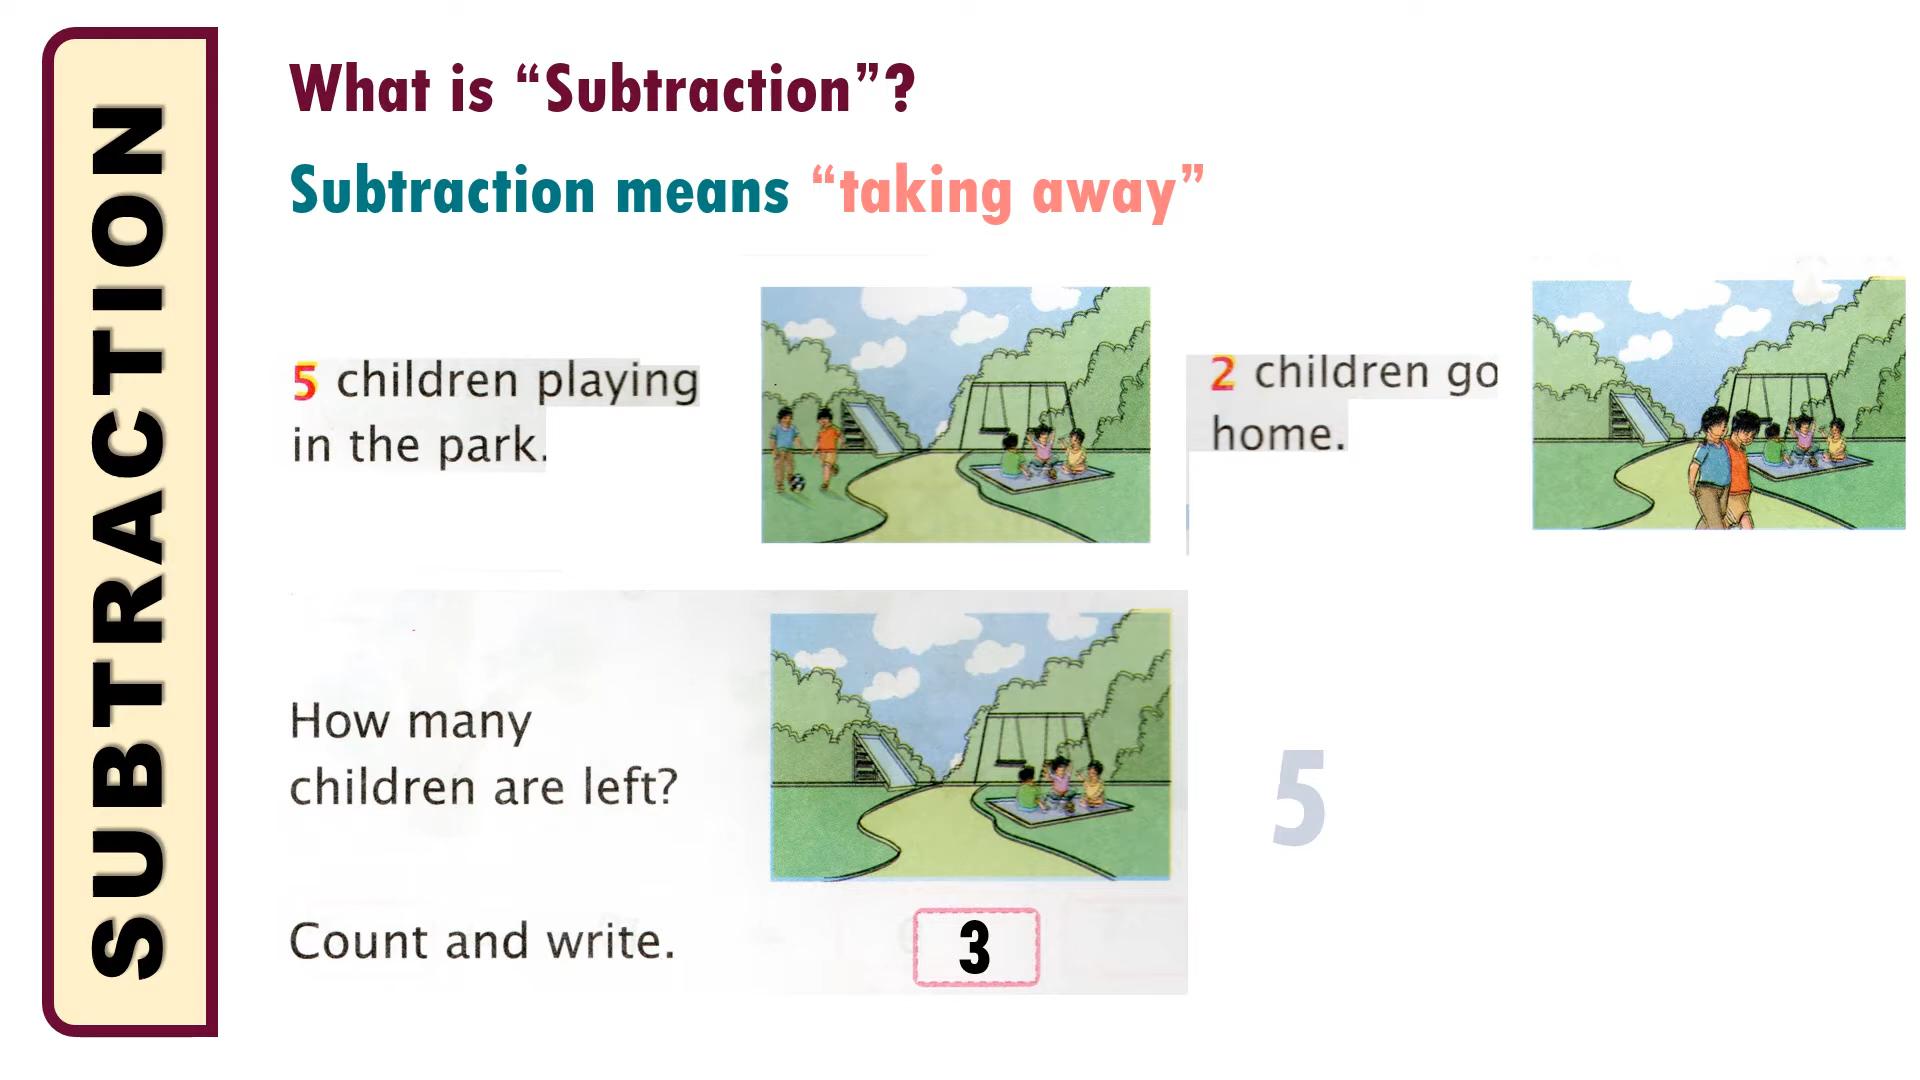 SUBTRACTION
What is “Subtraction”?
Subtraction means “taking away”
5 children playing
in the park.
2 children go
home.
How many
children are left?
5
Count and write.
3